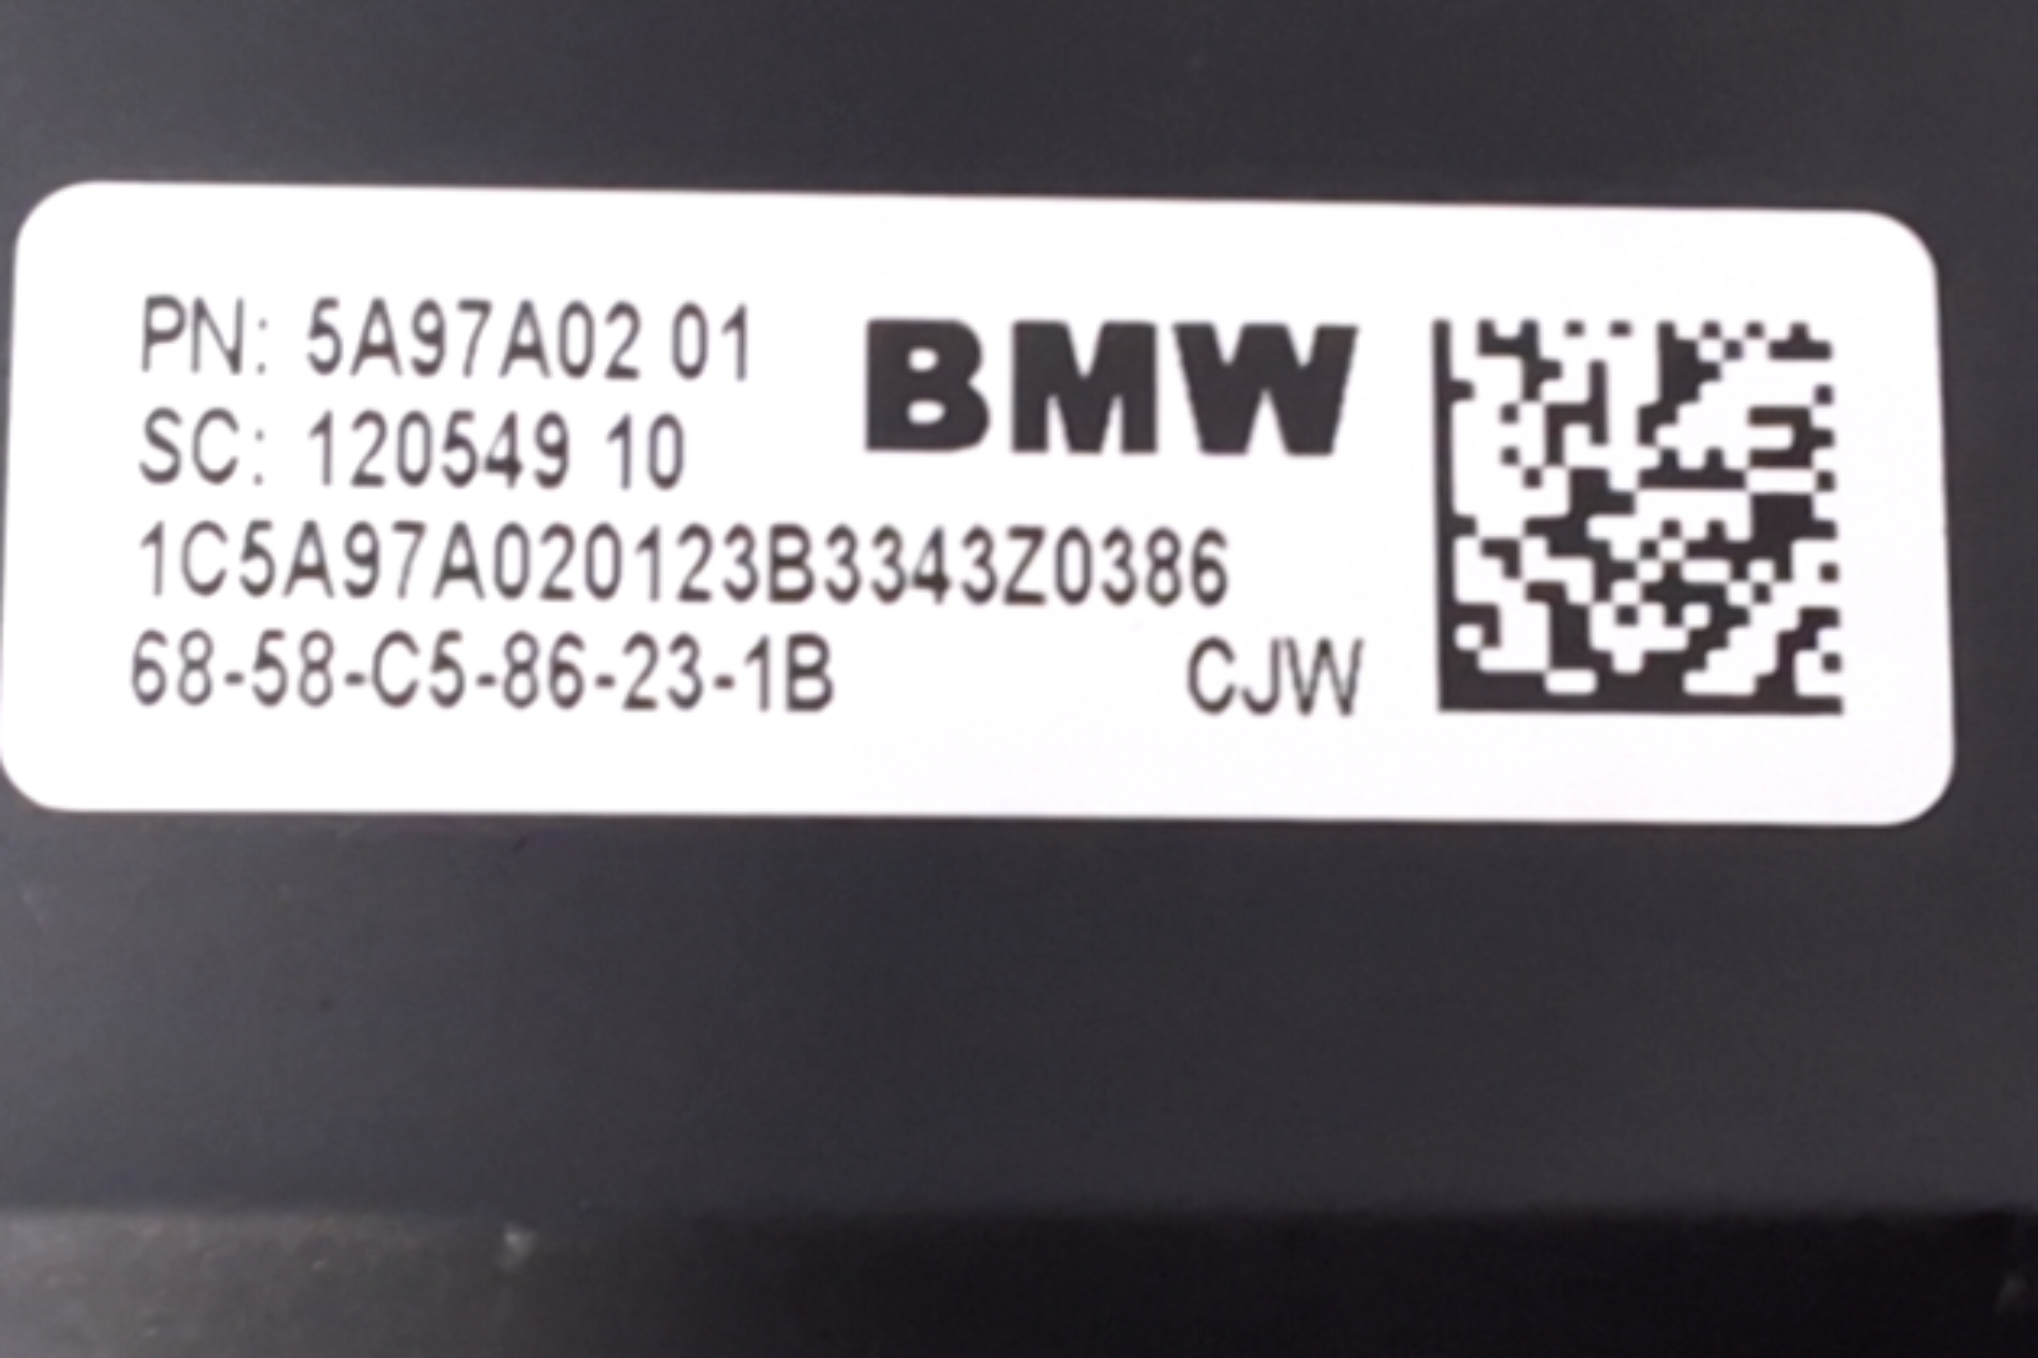 PN: 5A97A02 01
BMW
SC: 120549 10
1C5A97A020123B3343Z0386
68-58-C5-86-23-1B
CJW